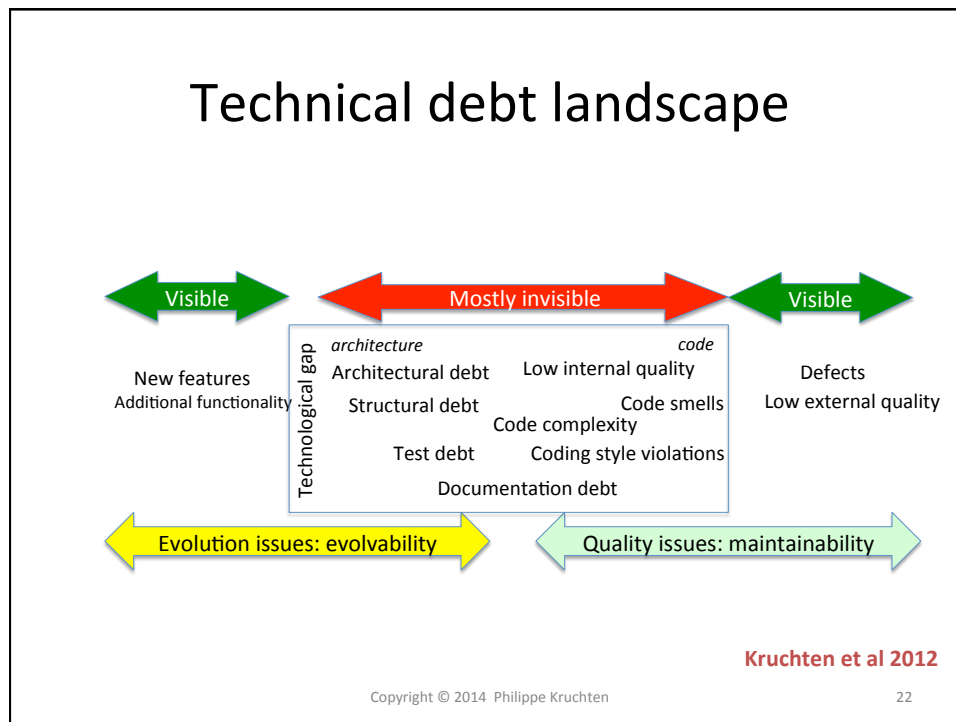 Technical debt landscape
Visible
Mostly invisible
Visible
New features
Additional functionality
Technological gap
architecture
code
Architectural debt
Low internal quality
Structural debt
Code smells
Code complexity
Test debt
Coding style violations
Documentation debt
Defects
Low external quality
Evolution issues: evolvability
Quality issues: maintainability
Kruchten et al 2012
Copyright © 2014 Philippe Kruchten
22